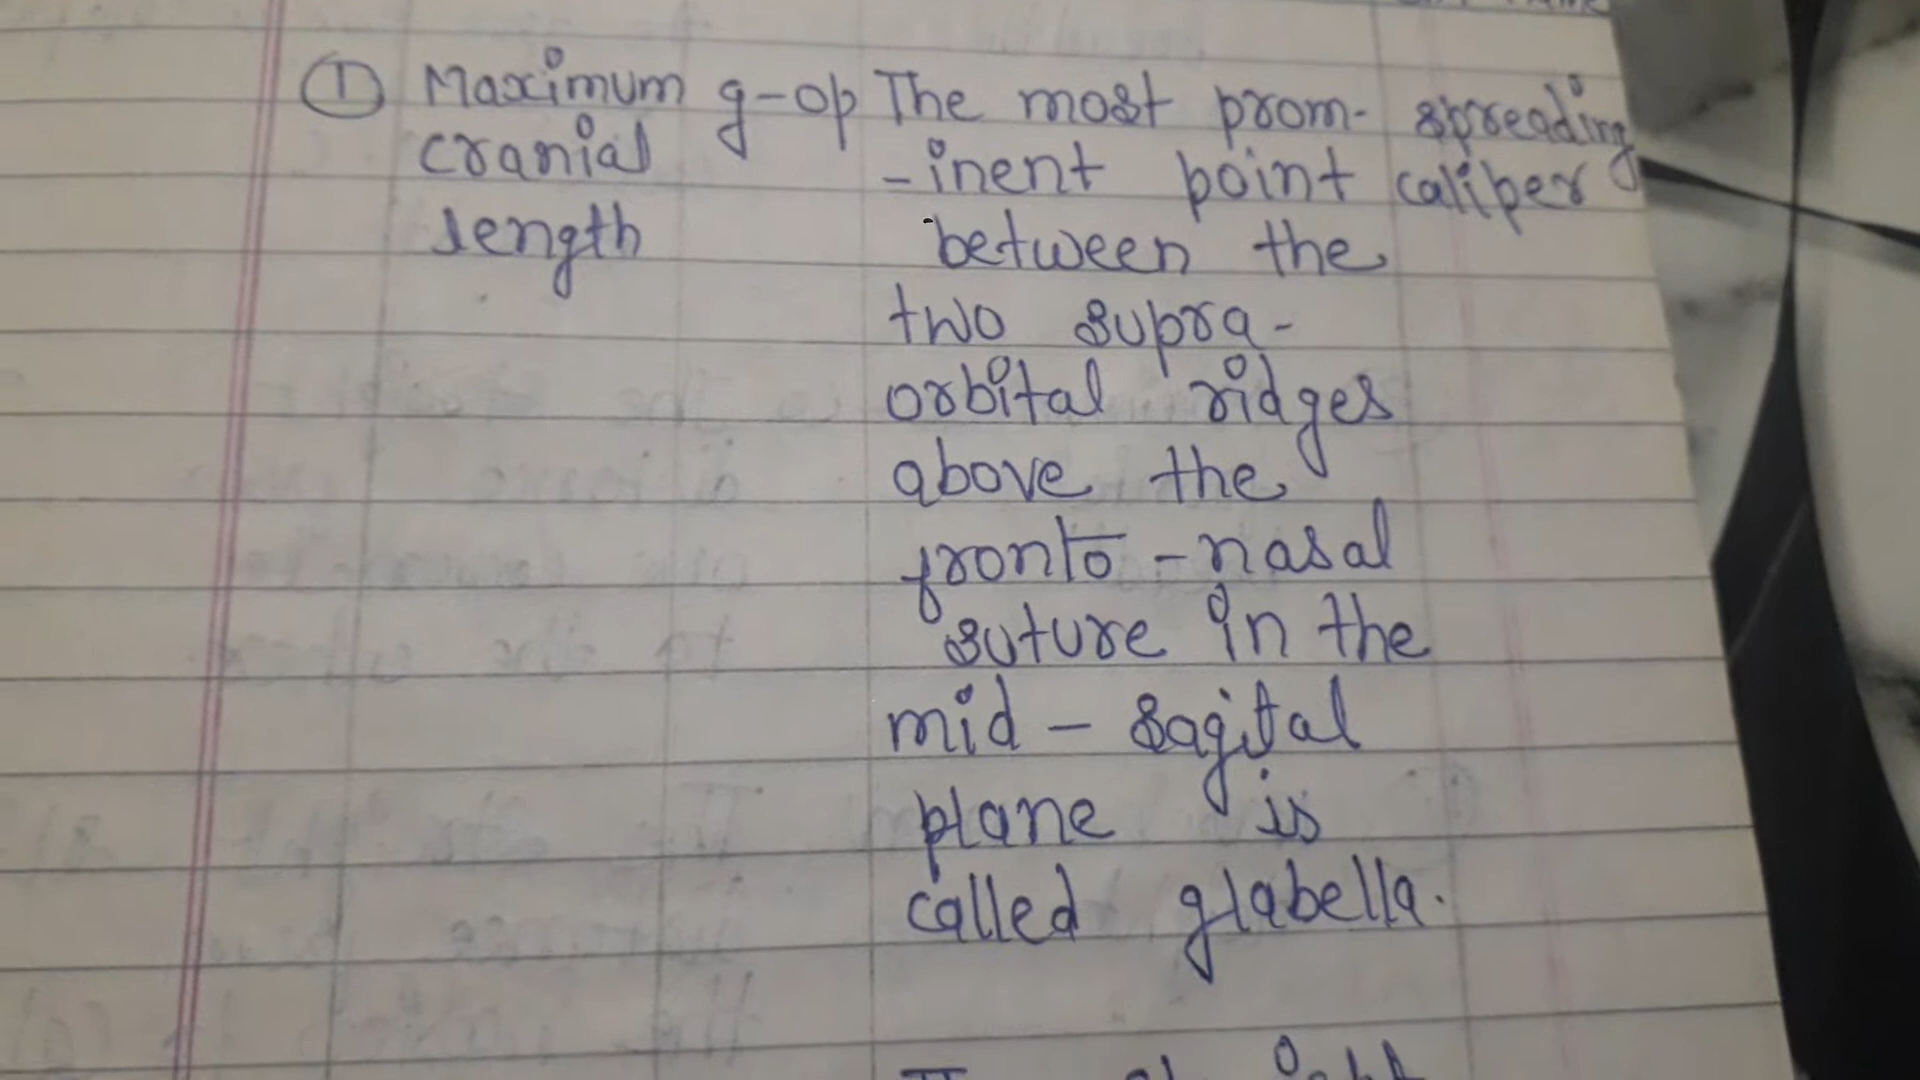 ① Maximum g-op The most prom- spreading
cranial -inent point caliper
length between the
two supra-
orbital ridges
above the
fronto-nasal
suture in the
mid-sagital
plane is
called glabella.